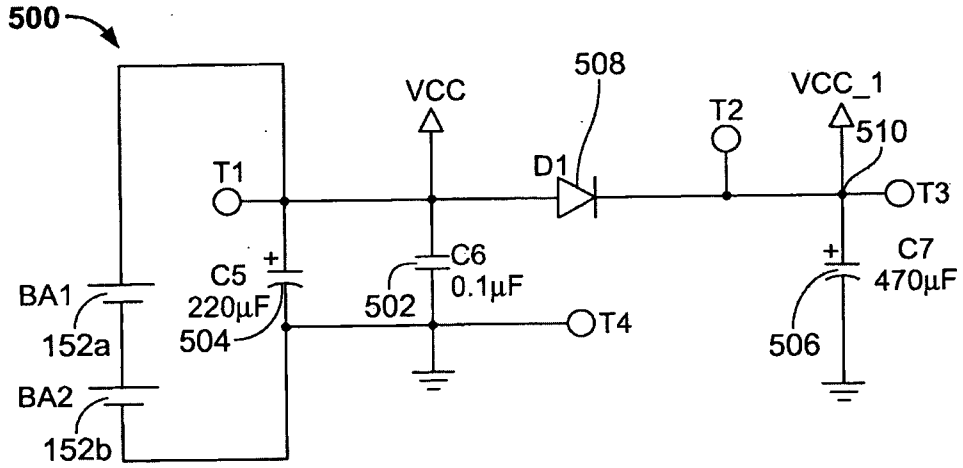 500
508
VCC
VCC_1
T2
510
T1
D1
T3
+
C6
0.1µF
+
C7
470µF
C5
220µF
BA1
502
T4
504
506
152a
BA2
152b